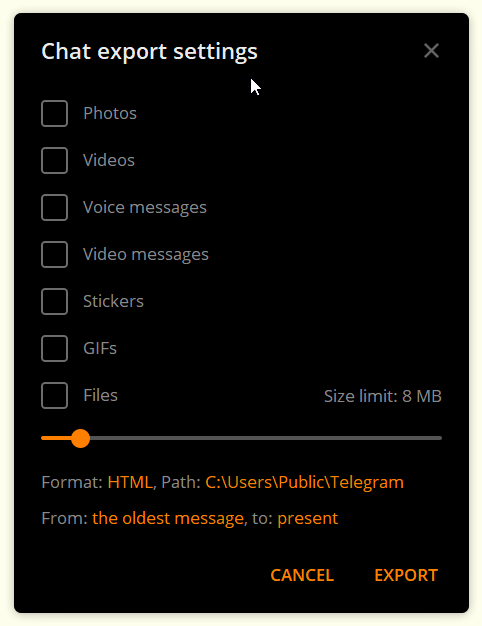 Chat export settings
Photos
Videos
Voice messages
Video messages
Stickers
GIFs
Files Size limit: 8 MB
Format: HTML, Path: C:\Users\Public\Telegram
From: the oldest message, to: present
CANCEL EXPORT